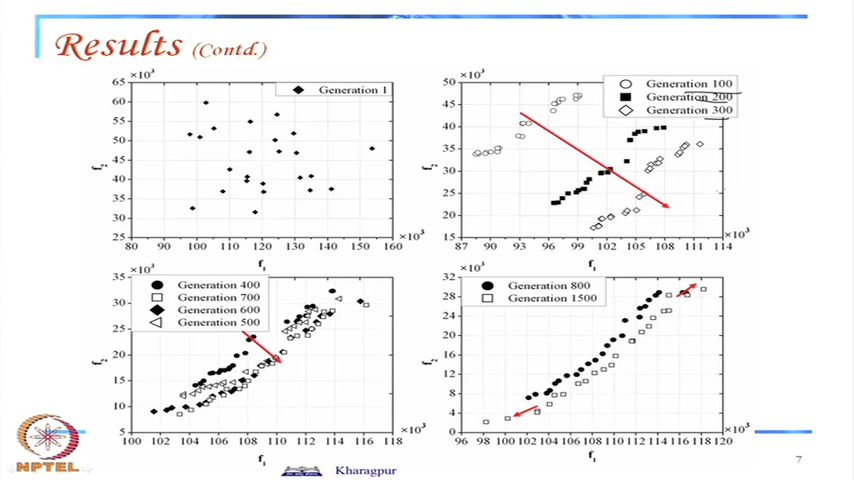 Results (Contd.)
×10³
65
60
55
50
45
40
35
30
25
f₂
Generation 1
80 90 100 110 120 130 140 150 160
×10³
f₁
×10³
50
45
40
35
30
25
20
15
f₂
Generation 100
Generation 200
Generation 300
87 90 93 96 99 102 105 108 111 114
×10³
f₁
×10³
35
30
25
20
15
10
5
f₂
Generation 400
Generation 700
Generation 600
Generation 500
100 102 104 106 108 110 112 114 116 118
×10³
f₁
×10³
32
28
24
20
16
12
8
4
0
f₂
Generation 800
Generation 1500
96 98 100 102 104 106 108 110 112 114 116 118 120
×10³
f₁
NPTEL
Kharagpur
7